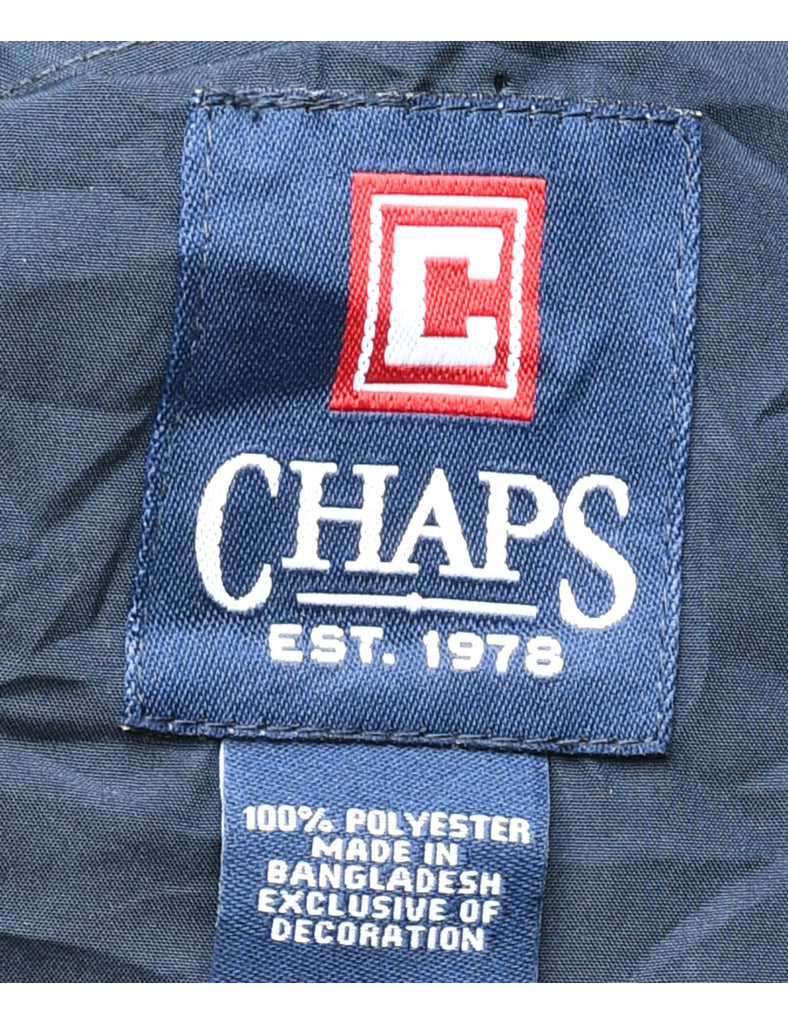 C
CHAPS
EST. 1978
100% POLYESTER
MADE IN
BANGLADESH
EXCLUSIVE OF
DECORATION